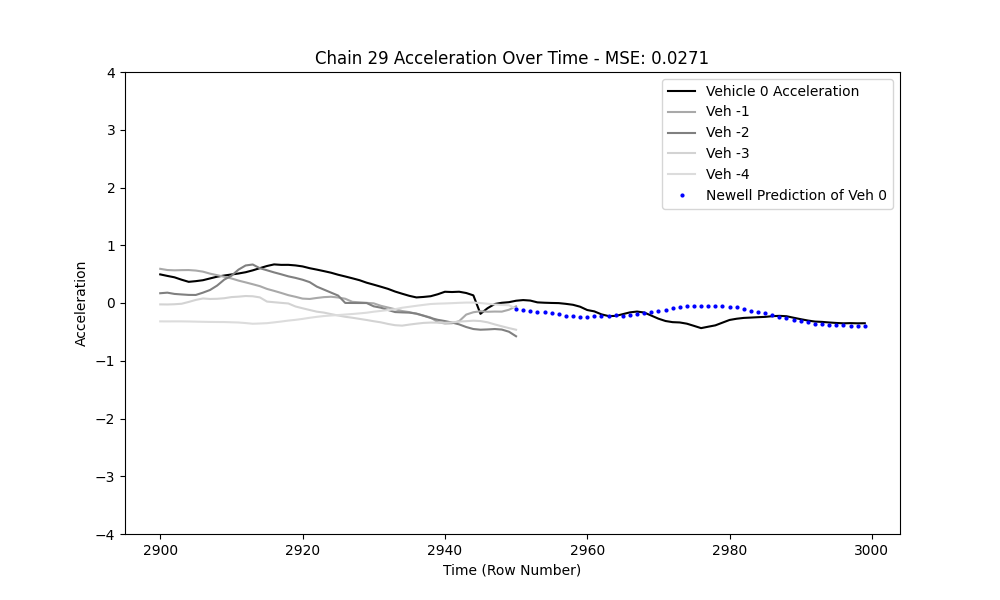 Chain 29 Acceleration Over Time - MSE: 0.0271
Vehicle 0 Acceleration
Veh -1
Veh -2
Veh -3
Veh -4
Newell Prediction of Veh 0
Acceleration
4
3
2
1
0
−1
−2
−3
−4
2900
2920
2940
2960
2980
3000
Time (Row Number)